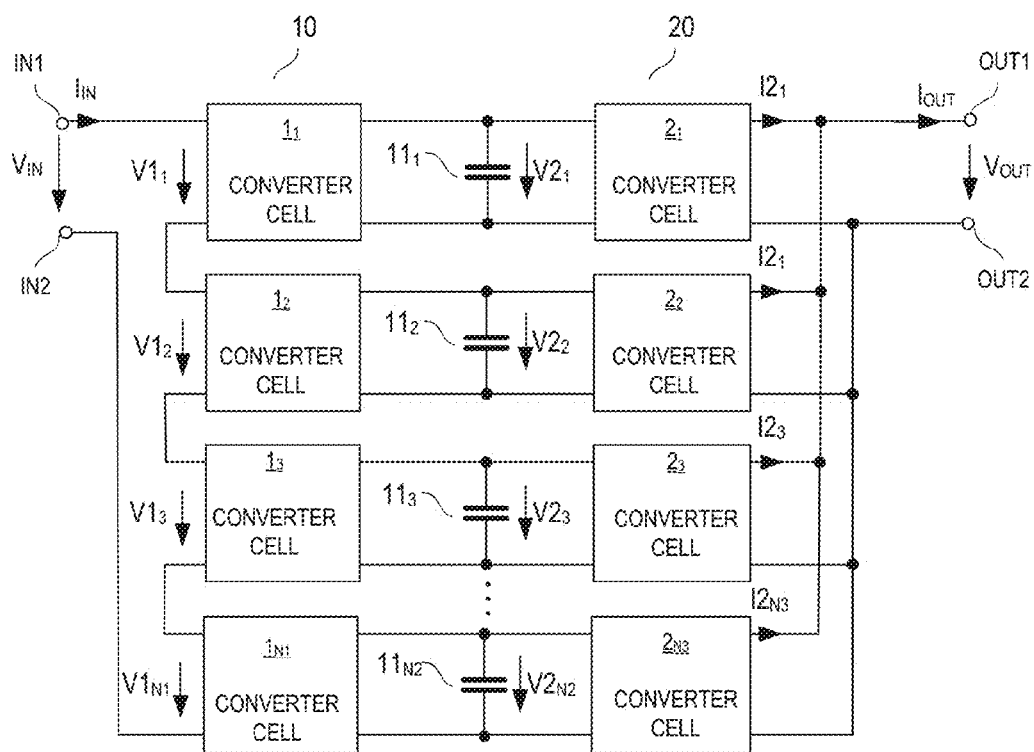 10
20
IN1
I_IN
I2_1
I_OUT
OUT1
V_IN
V1_1
1_1
CONVERTER
CELL
11_1
V2_1
2_1
CONVERTER
CELL
V_OUT
IN2
I2_1
OUT2
V1_2
1_2
CONVERTER
CELL
11_2
V2_2
2_2
CONVERTER
CELL
I2_3
V1_3
1_3
CONVERTER
CELL
11_3
V2_3
2_3
CONVERTER
CELL
I2_N3
V1_N1
1_N1
CONVERTER
CELL
11_N2
V2_N2
2_N3
CONVERTER
CELL